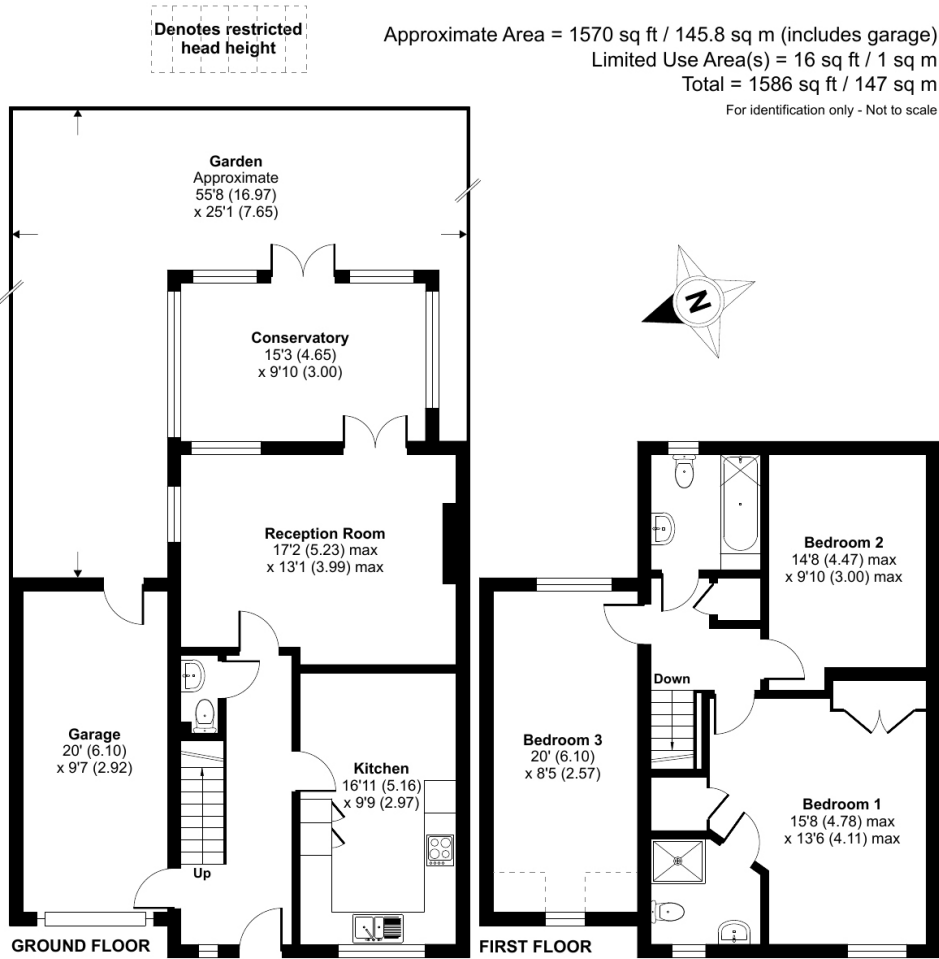 Denotes restricted
head height
Approximate Area = 1570 sq ft / 145.8 sq m (includes garage)
Limited Use Area(s) = 16 sq ft / 1 sq m
Total = 1586 sq ft / 147 sq m
For identification only - Not to scale
Garden
Approximate
55'8 (16.97)
x 25'1 (7.65)
N
Conservatory
15'3 (4.65)
x 9'10 (3.00)
Reception Room
17'2 (5.23) max
x 13'1 (3.99) max
Garage
20' (6.10)
x 9'7 (2.92)
Kitchen
16'11 (5.16)
x 9'9 (2.97)
Up
GROUND FLOOR
Bedroom 2
14'8 (4.47) max
x 9'10 (3.00) max
Down
Bedroom 3
20' (6.10)
x 8'5 (2.57)
Bedroom 1
15'8 (4.78) max
x 13'6 (4.11) max
FIRST FLOOR